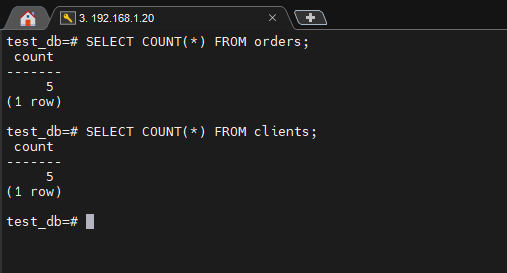 3. 192.168.1.20
test_db=# SELECT COUNT(*) FROM orders;
 count
-------
     5
(1 row)

test_db=# SELECT COUNT(*) FROM clients;
 count
-------
     5
(1 row)

test_db=#